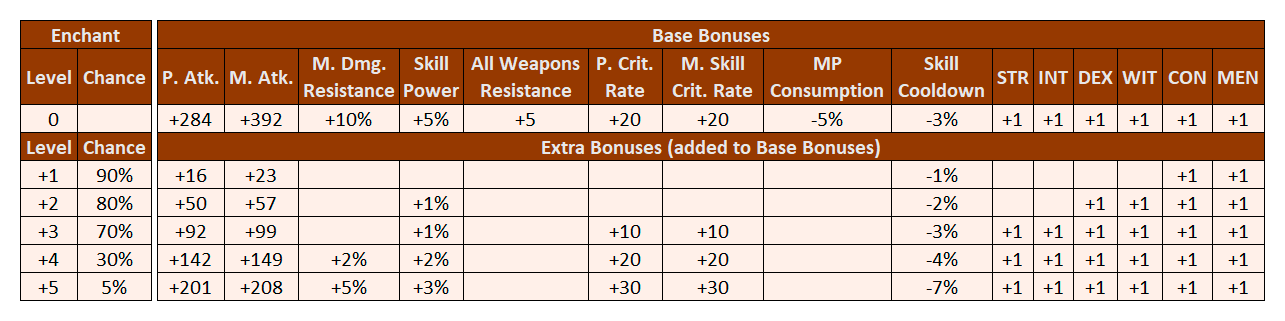 Enchant Base Bonuses
Level Chance P. Atk. M. Atk. M. Dmg. Resistance Skill Power All Weapons Resistance P. Crit. Rate M. Skill Crit. Rate MP Consumption Skill Cooldown STR INT DEX WIT CON MEN
0 +284 +392 +10% +5% +5 +20 +20 -5% -3% +1 +1 +1 +1 +1 +1
Level Chance Extra Bonuses (added to Base Bonuses)
+1 90% +16 +23 -1% +1 +1
+2 80% +50 +57 +1% -2% +1 +1 +1 +1
+3 70% +92 +99 +1% +10 +10 -3% +1 +1 +1 +1 +1 +1
+4 30% +142 +149 +2% +2% +20 +20 -4% +1 +1 +1 +1 +1 +1
+5 5% +201 +208 +5% +3% +30 +30 -7% +1 +1 +1 +1 +1 +1